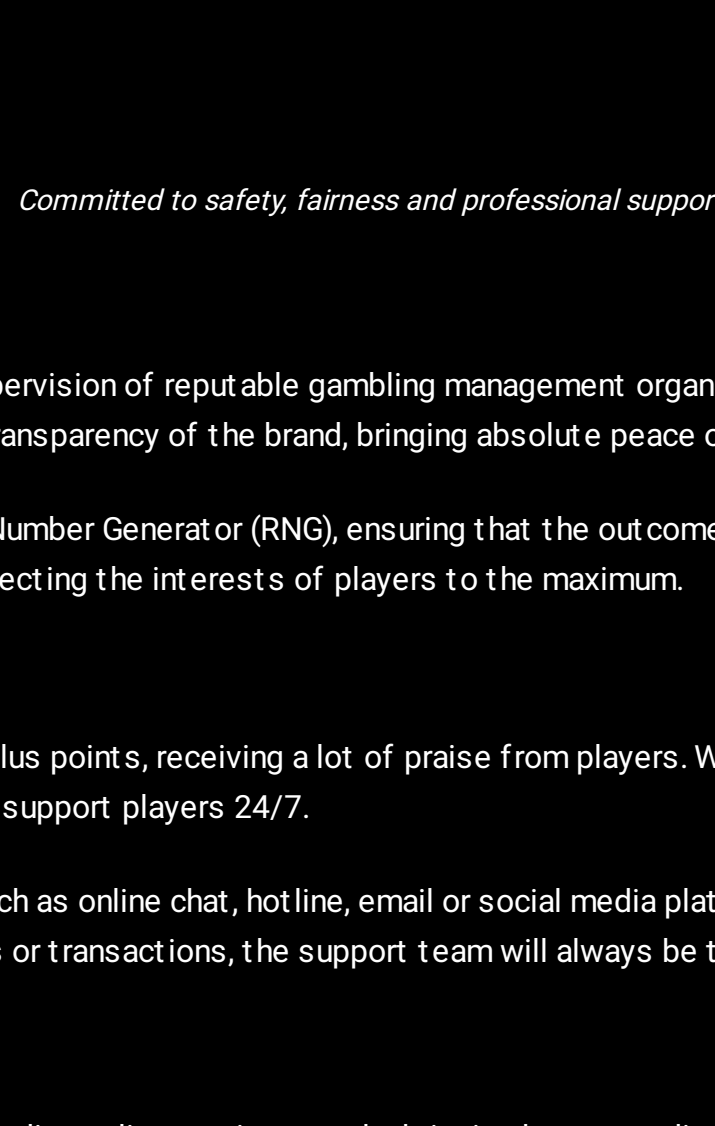 Committed to safety, fairness and professional suppor
pervision of reputable gambling management organ
ransparency of the brand, bringing absolute peace o
Number Generator (RNG), ensuring that the outcome
ecting the interests of players to the maximum.
lus points, receiving a lot of praise from players. W
support players 24/7.
ch as online chat, hotline, email or social media plat
s or transactions, the support team will always be t